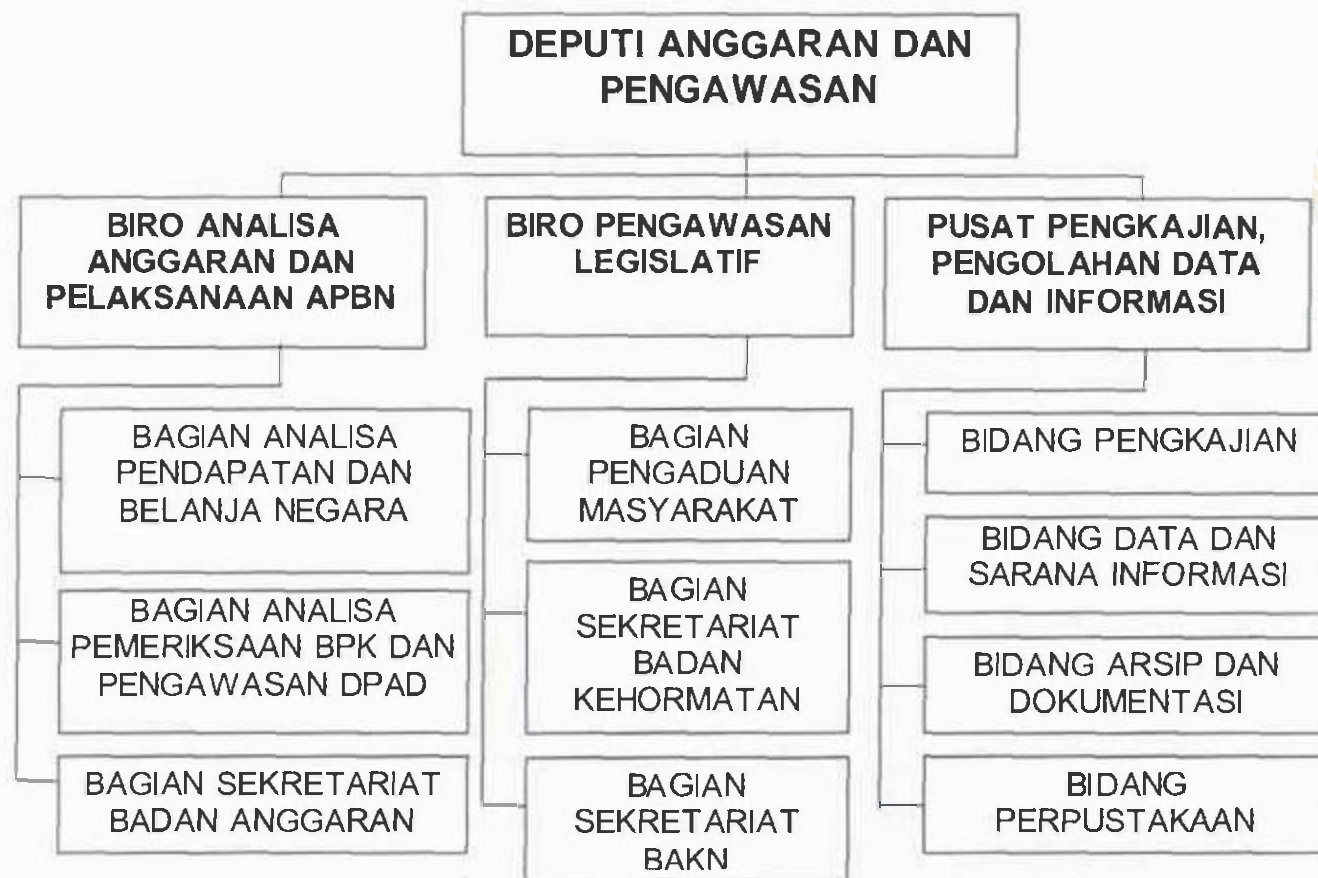 DEPUTI ANGGARAN DAN
PENGAWASAN
BIRO ANALISA
ANGGARAN DAN
PELAKSANAAN APBN
BIRO PENGAWASAN
LEGISLATIF
PUSAT PENGKAJIAN,
PENGOLAHAN DATA
DAN INFORMASI
BAGIAN ANALISA
PENDAPATAN DAN
BELANJA NEGARA
BAGIAN ANALISA
PEMERIKSAAN BPK DAN
PENGAWASAN DPAD
BAGIAN SEKRETARIAT
BADAN ANGGARAN
BAGIAN
PENGADUAN
MASYARAKAT
BAGIAN
SEKRETARIAT
BADAN
KEHORMATAN
BAGIAN
SEKRETARIAT
BAKN
BIDANG PENGKAJIAN
BIDANG DATA DAN
SARANA INFORMASI
BIDANG ARSIP DAN
DOKUMENTASI
BIDANG
PERPUSTAKAAN